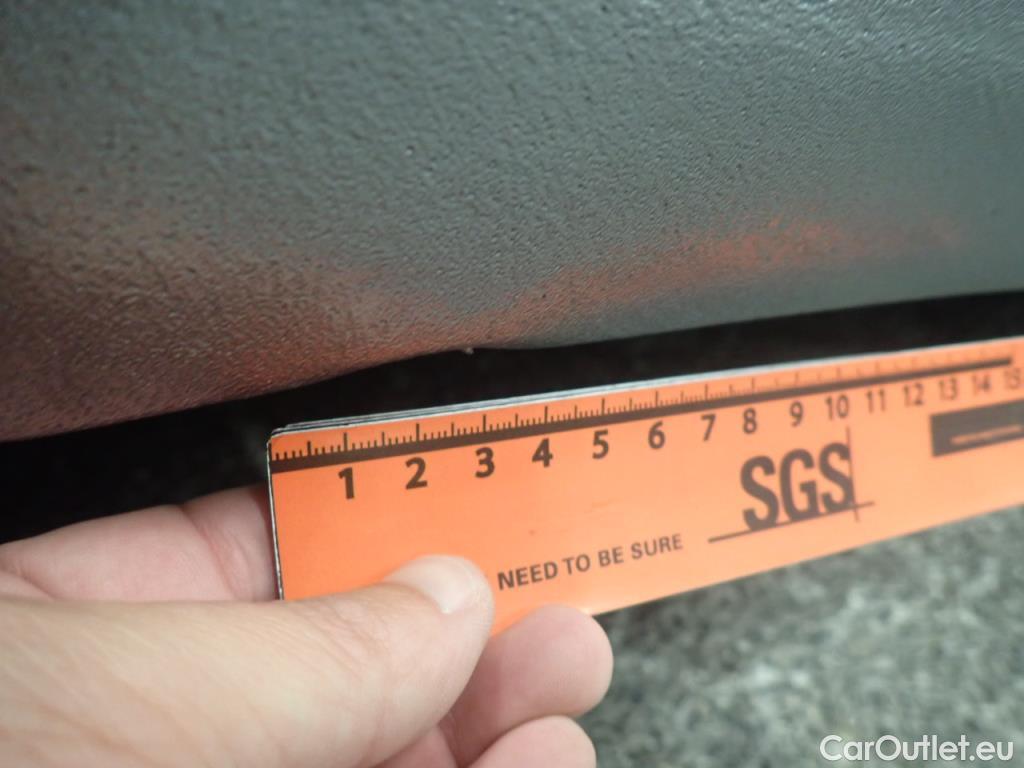 1 2 3 4 5 6 7 8 9 10 11 12 13 14 15
SGS
NEED TO BE SURE
CarOutlet.eu